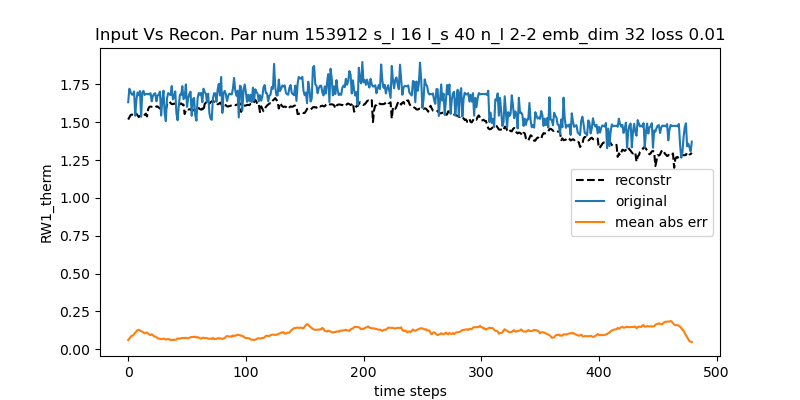 Input Vs Recon. Par num 153912 s_l 16 l_s 40 n_l 2-2 emb_dim 32 loss 0.01
1.75
1.50
1.25
1.00
0.75
0.50
0.25
0.00
RW1_therm
reconstr
original
mean abs err
0 100 200 300 400 500
time steps